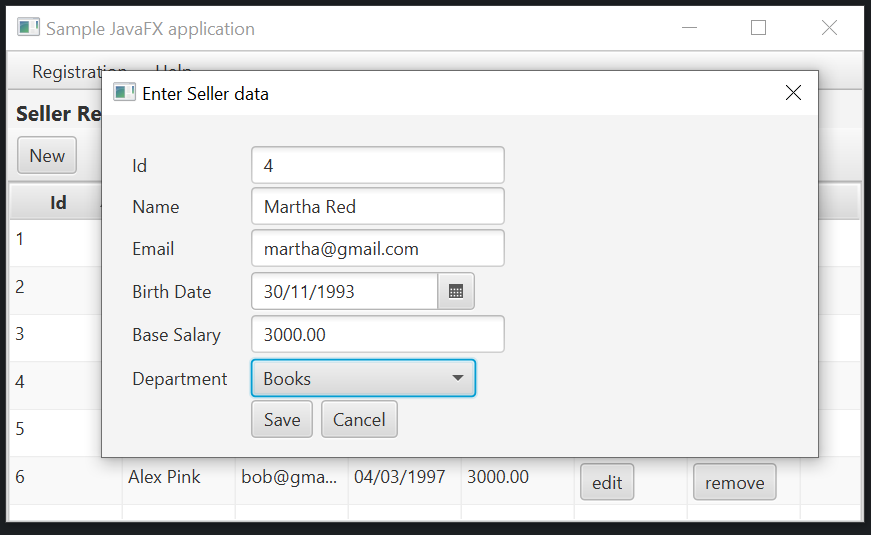 Sample JavaFX application
Registration Help
Enter Seller data
Seller Re
New
Id
1
2
3
4
5
Id 4
Name Martha Red
Email martha@gmail.com
Birth Date 30/11/1993
Base Salary 3000.00
Department Books
Save Cancel
6 Alex Pink bob@gma... 04/03/1997 3000.00 edit remove